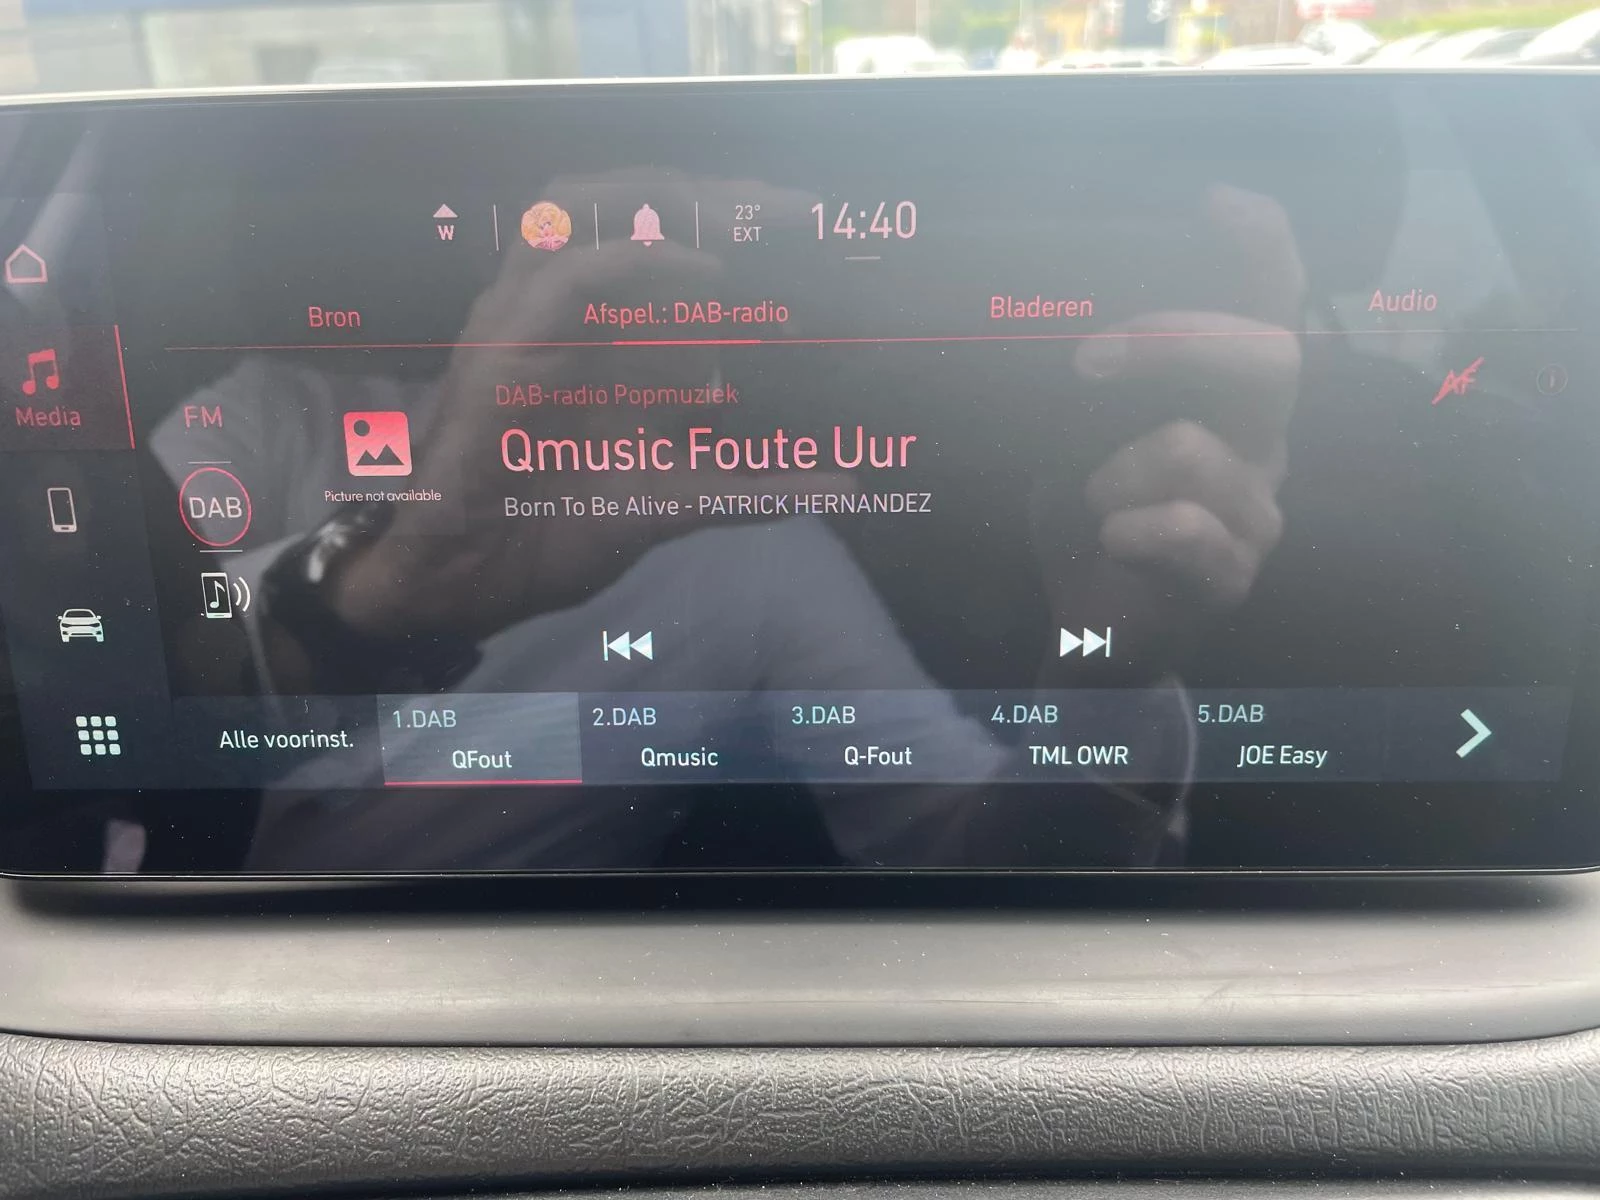 W
23°
EXT
14:40
Bron
Afspel.: DAB-radio
Bladeren
Audio
Media
FM
DAB
Picture not available
DAB-radio Popmuziek
Qmusic Foute Uur
Born To Be Alive - PATRICK HERNANDEZ
AF
i
Alle voorinst.
1.DAB
QFout
2.DAB
Qmusic
3.DAB
Q-Fout
4.DAB
TML OWR
5.DAB
JOE Easy